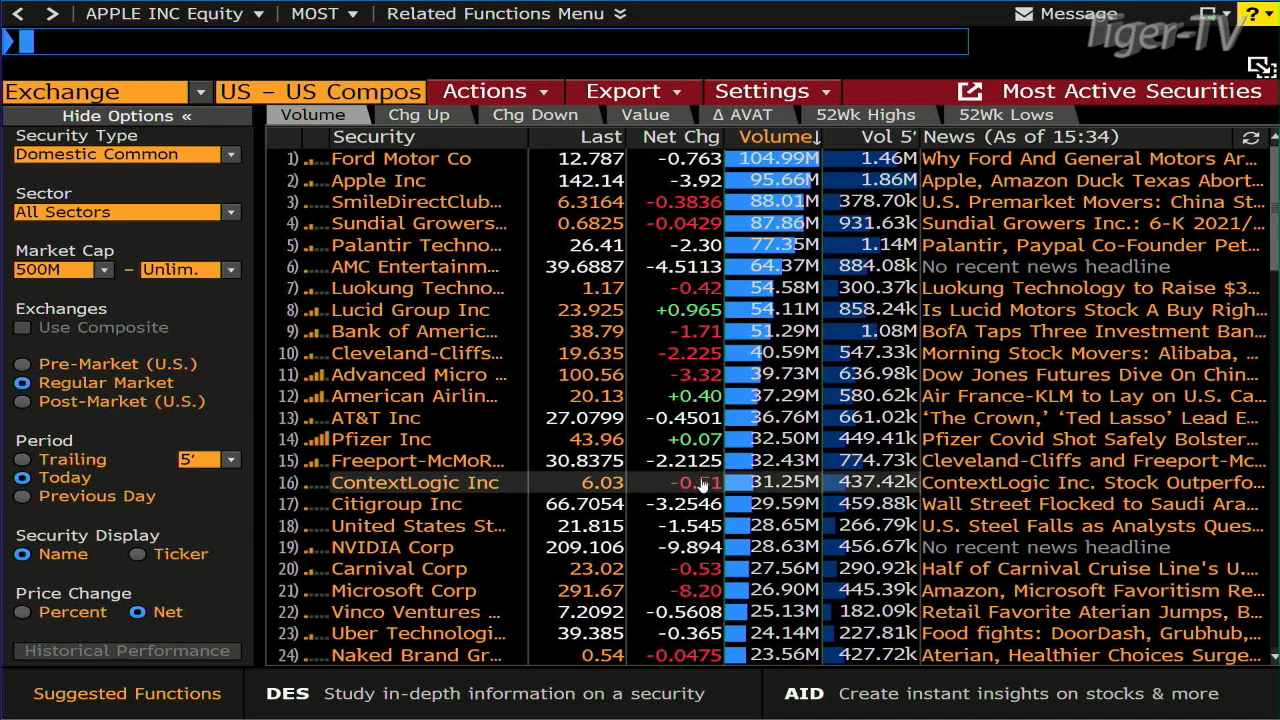 APPLE INC Equity MOST Related Functions Menu Message ?
Tiger-TV
Exchange US - US Compos Actions Export Settings Most Active Securities
Hide Options «
Volume Chg Up Chg Down Value Δ AVAT 52Wk Highs 52Wk Lows
Security Type
Domestic Common
Sector
All Sectors
Market Cap
500M - Unlim.
Exchanges
Use Composite
Pre-Market (U.S.)
Regular Market
Post-Market (U.S.)
Period
Trailing 5'
Today
Previous Day
Security Display
Name Ticker
Price Change
Percent Net
Historical Performance
Security Last Net Chg Volume↓ Vol 5' News (As of 15:34)
1) Ford Motor Co 12.787 -0.763 104.99M 1.46M Why Ford And General Motors Ar...
2) Apple Inc 142.14 -3.92 95.66M 1.86M Apple, Amazon Duck Texas Abort...
3) SmileDirectClub... 6.3164 -0.3836 88.01M 378.70k U.S. Premarket Movers: China St...
4) Sundial Growers... 0.6825 -0.0429 87.86M 931.63k Sundial Growers Inc.: 6-K 2021/...
5) Palantir Techno... 26.41 -2.30 77.35M 1.14M Palantir, Paypal Co-Founder Pet...
6) AMC Entertainm... 39.6887 -4.5113 64.37M 884.08k No recent news headline
7) Luokung Techno... 1.17 -0.42 54.58M 300.37k Luokung Technology to Raise $3...
8) Lucid Group Inc 23.925 +0.965 54.11M 858.24k Is Lucid Motors Stock A Buy Righ...
9) Bank of Americ... 38.79 -1.71 51.29M 1.08M BofA Taps Three Investment Ban...
10) Cleveland-Cliffs... 19.635 -2.225 40.59M 547.33k Morning Stock Movers: Alibaba, ...
11) Advanced Micro ... 100.56 -3.32 39.73M 636.98k Dow Jones Futures Dive On Chin...
12) American Airlin... 20.13 +0.40 37.29M 580.62k Air France-KLM to Lay on U.S. Ca...
13) AT&T Inc 27.0799 -0.4501 36.76M 661.02k ‘The Crown,’ ‘Ted Lasso’ Lead E...
14) Pfizer Inc 43.96 +0.07 32.50M 449.41k Pfizer Covid Shot Safely Bolster...
15) Freeport-McMoR... 30.8375 -2.2125 32.43M 774.73k Cleveland-Cliffs and Freeport-Mc...
16) ContextLogic Inc 6.03 31.25M 437.42k ContextLogic Inc. Stock Outperfo...
17) Citigroup Inc 66.7054 -3.2546 29.59M 459.88k Wall Street Flocked to Saudi Ara...
18) United States St... 21.815 -1.545 28.65M 266.79k U.S. Steel Falls as Analysts Ques...
19) NVIDIA Corp 209.106 -9.894 28.63M 456.67k No recent news headline
20) Carnival Corp 23.02 -0.53 27.56M 290.92k Half of Carnival Cruise Line's U...
21) Microsoft Corp 291.67 -8.20 26.90M 445.39k Amazon, Microsoft Favoritism Re...
22) Vinco Ventures ... 7.2092 -0.5608 25.13M 182.09k Retail Favorite Aterian Jumps, B...
23) Uber Technologi... 39.385 -0.365 24.14M 227.81k Food fights: DoorDash, Grubhub,...
24) Naked Brand Gr... 0.54 -0.0475 23.56M 427.72k Aterian, Healthier Choices Surge...
Suggested Functions DES Study in-depth information on a security AID Create instant insights on stocks & more